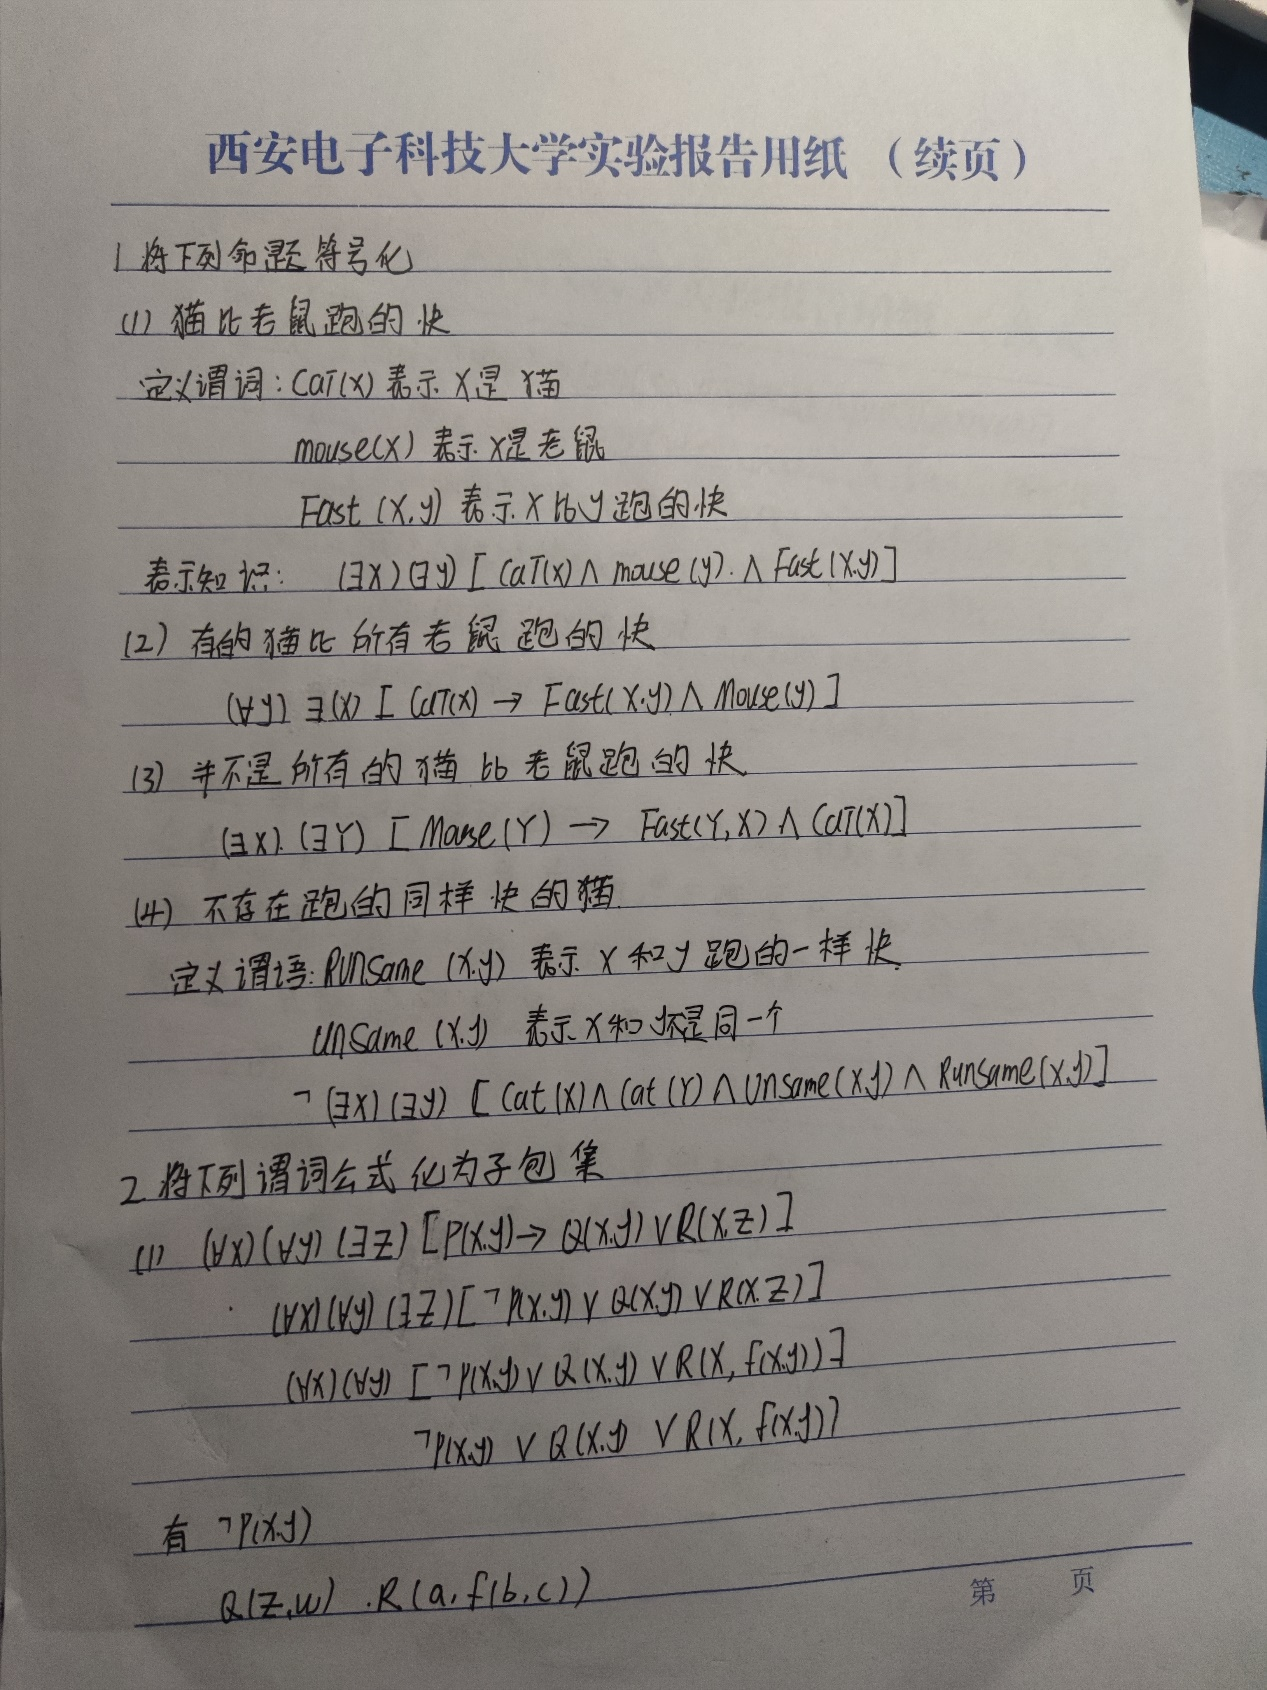 西安电子科技大学实验报告用纸（续页）
1 将下列命题符号化
(1) 猫比老鼠跑的快
定义谓词: CaT(x) 表示 X是 猫
mouse(x) 表示 x是老鼠
Fast (x,y) 表示 x 比 y 跑的快
表示知识: (∃x)(∃y) [ CaT(x) ∧ mouse(y). ∧ Fast(x,y)]
(2) 有的猫比所有老鼠跑的快
(∀y) ∃(x) [ CaT(x) → Fast(x,y) ∧ Mouse(y) ]
(3) 并不是所有的猫比老鼠跑的快
(∃x). (∃Y) [ Mouse(Y) → Fast(Y,X) ∧ CaT(X)]
(4) 不存在跑的同样快的猫.
定义谓语: RUnsame (x,y) 表示 x 和 y 跑的一样快.
Unsame (x,y) 表示 x和y不是同一个
¬ (∃x)(∃y) [ Cat(x) ∧ Cat(Y) ∧ Unsame(x,y) ∧ Runsame(x,y)]
2 将下列谓词公式化为子句集
(1) (∀x)(∀y)(∃z) [P(x,y) → Q(x,y) ∨ R(x,z)]
(∀x)(∀y)(∃z)[¬P(x,y) ∨ Q(x,y) ∨ R(x,z)]
(∀x)(∀y) [¬P(x,y) ∨ Q(x,y) ∨ R(x, f(x,y))]
¬P(x,y) ∨ Q(x,y) ∨ R(x, f(x,y))
有 ¬P(x,y)
Q(z,w) .R(a,f(b,c))
第 页